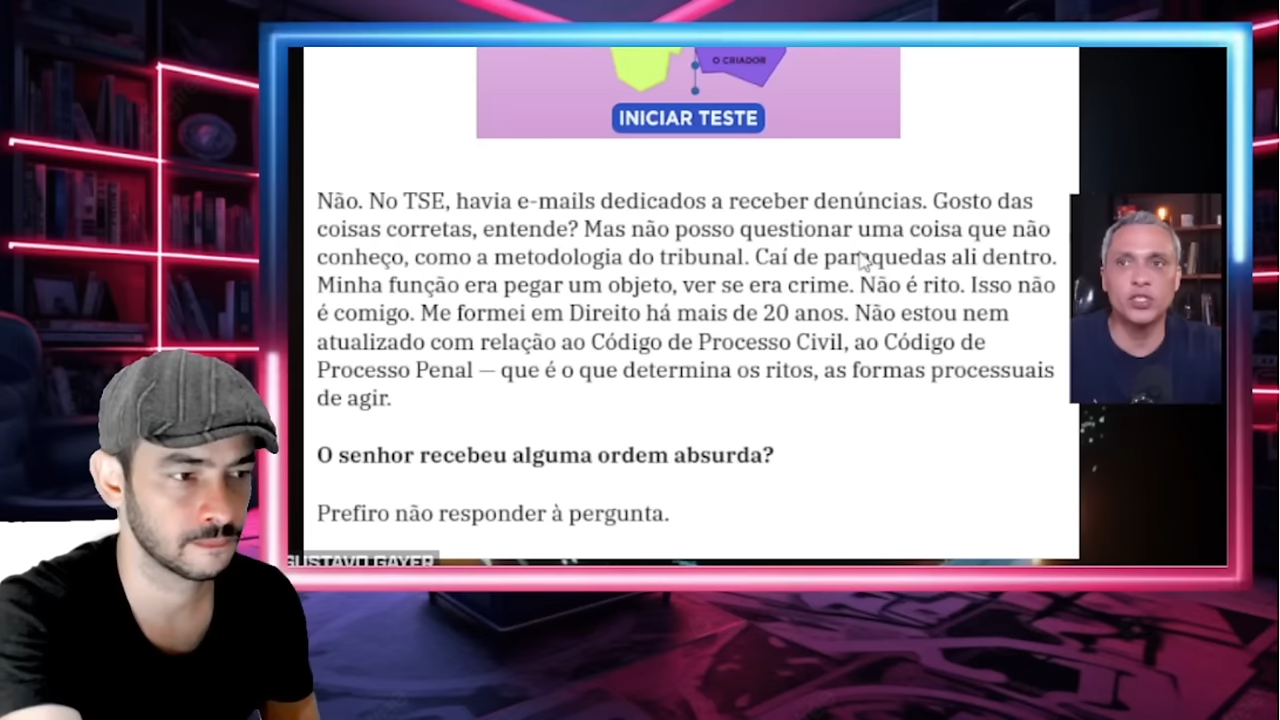 O CRIADOR
INICIAR TESTE
Não. No TSE, havia e-mails dedicados a receber denúncias. Gosto das
coisas corretas, entende? Mas não posso questionar uma coisa que não
conheço, como a metodologia do tribunal. Caí de paraquedas ali dentro.
Minha função era pegar um objeto, ver se era crime. Não é rito. Isso não
é comigo. Me formei em Direito há mais de 20 anos. Não estou nem
atualizado com relação ao Código de Processo Civil, ao Código de
Processo Penal — que é o que determina os ritos, as formas processuais
de agir.
O senhor recebeu alguma ordem absurda?
Prefiro não responder à pergunta.
GUSTAVO GAYER